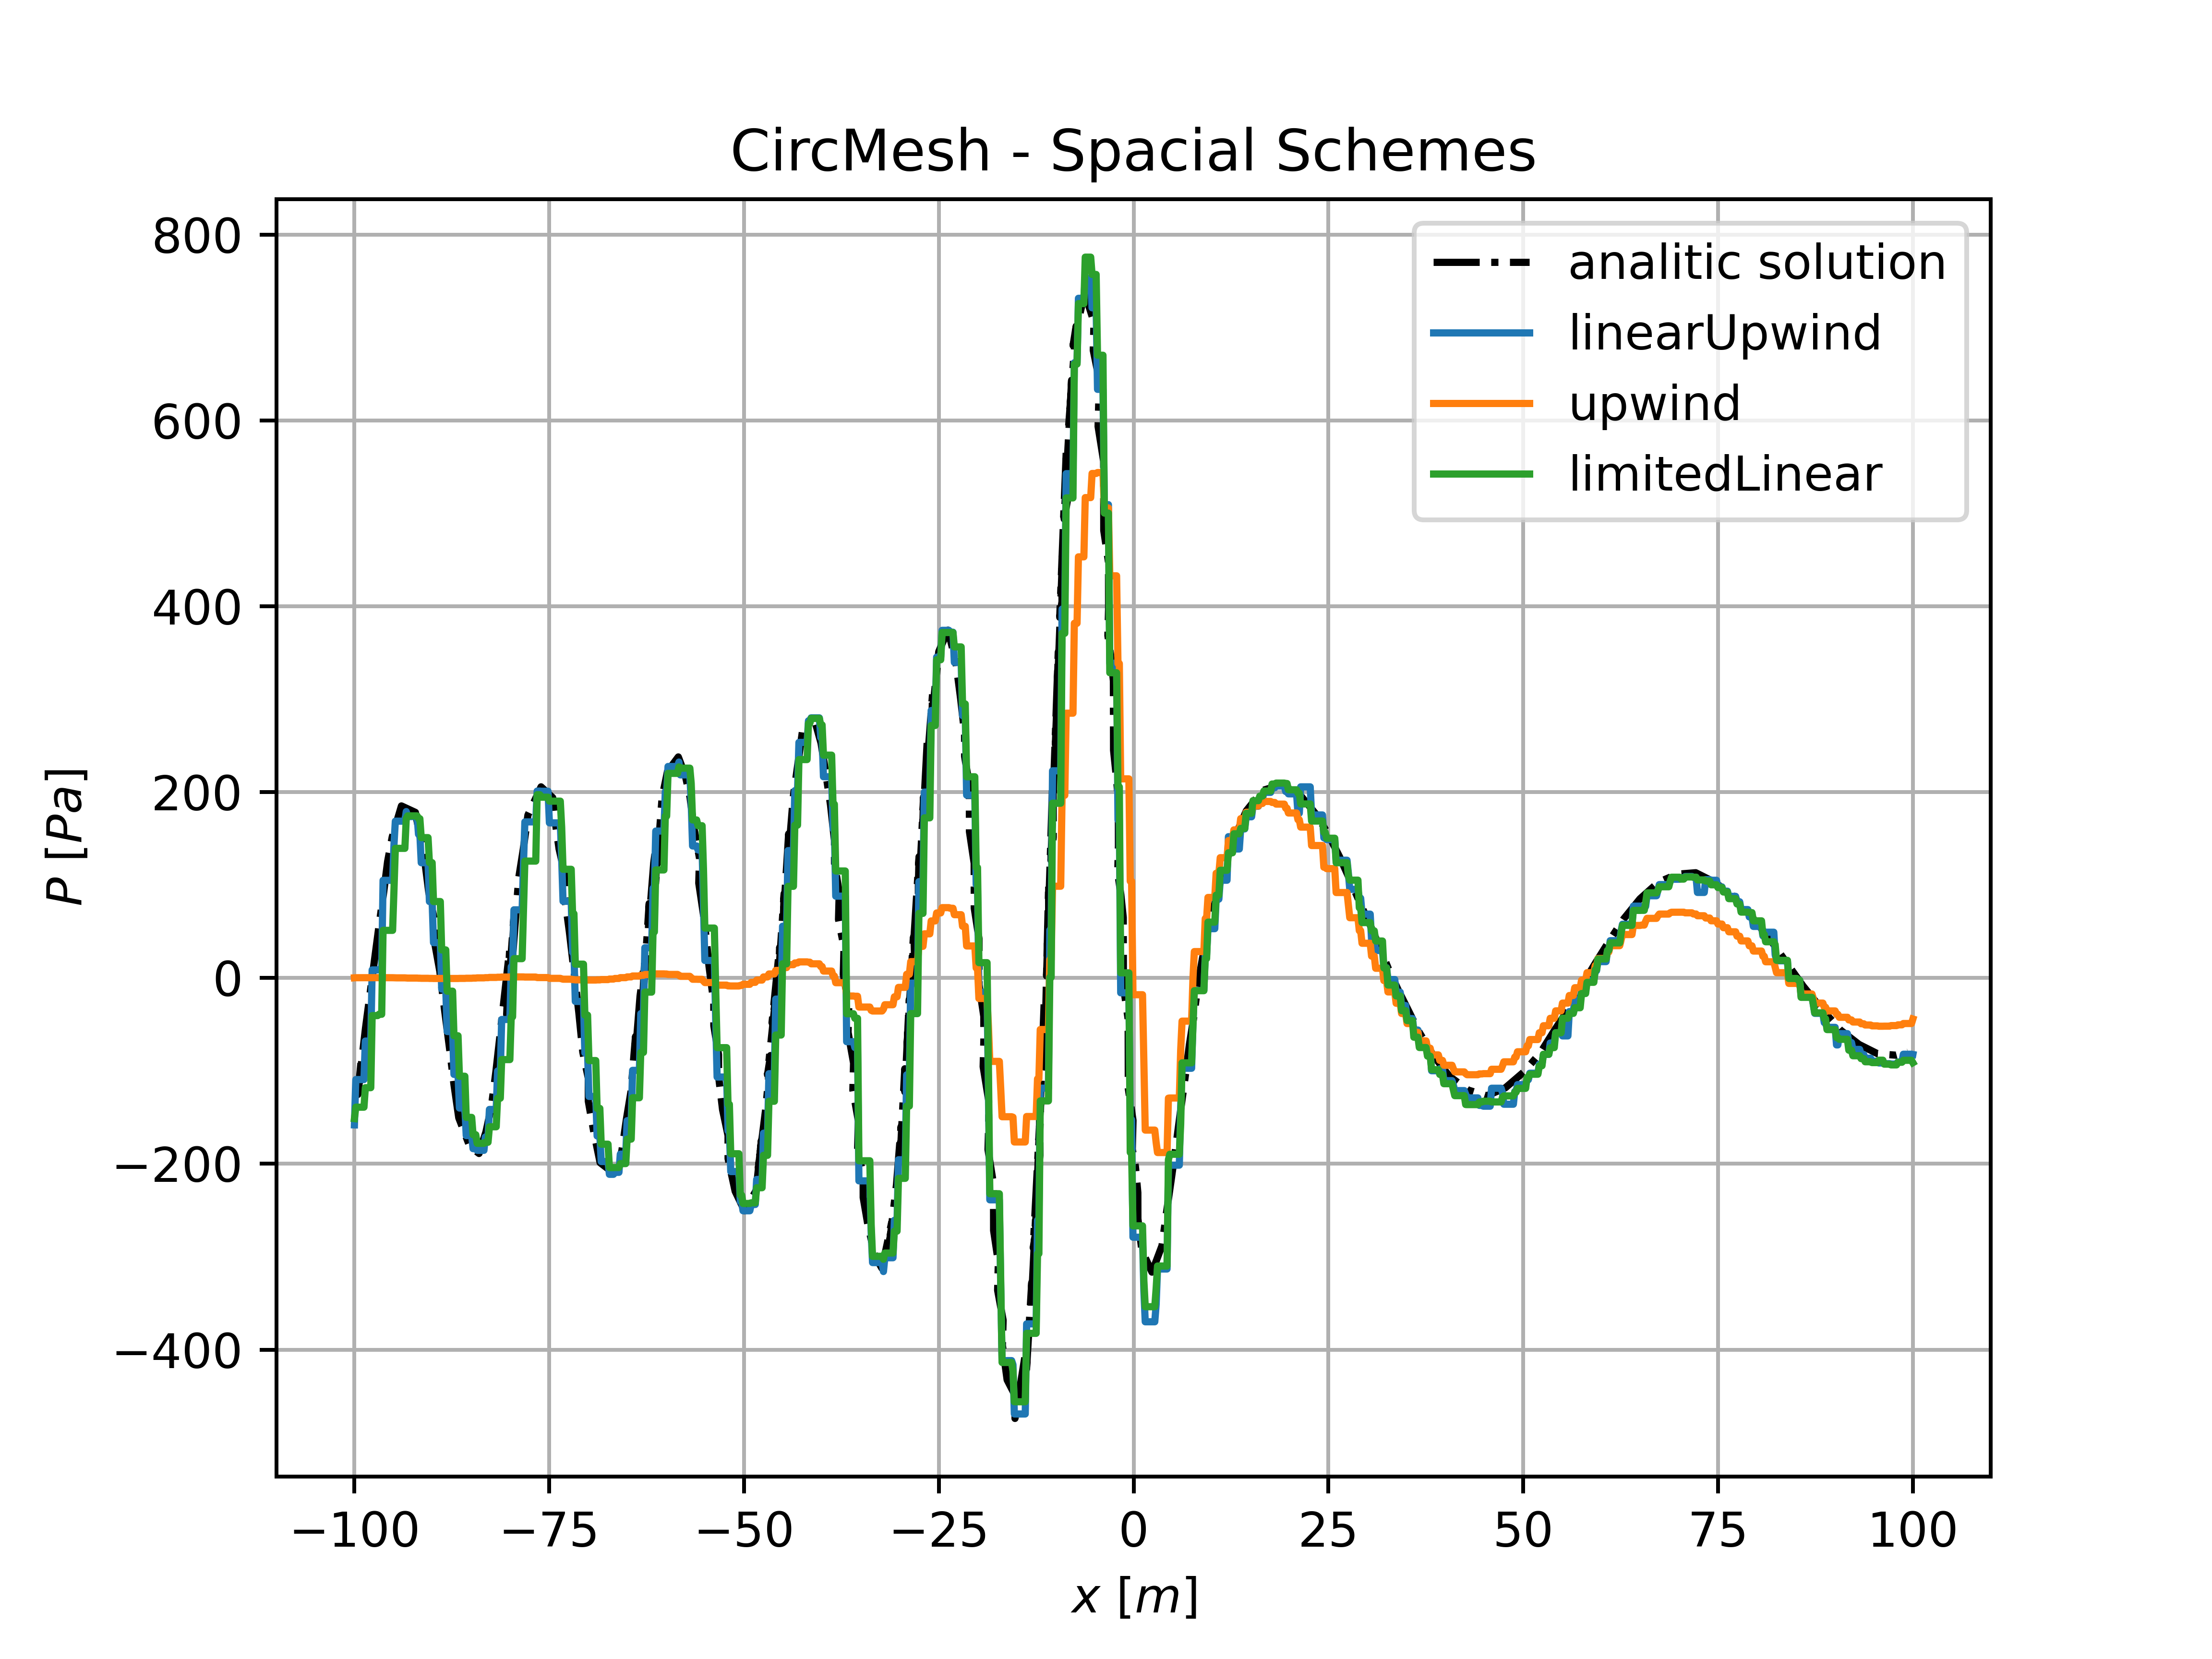 CircMesh - Spacial Schemes
800
600
400
200
0
−200
−400
P [Pa]
analitic solution
linearUpwind
upwind
limitedLinear
−100 −75 −50 −25 0 25 50 75 100
x [m]